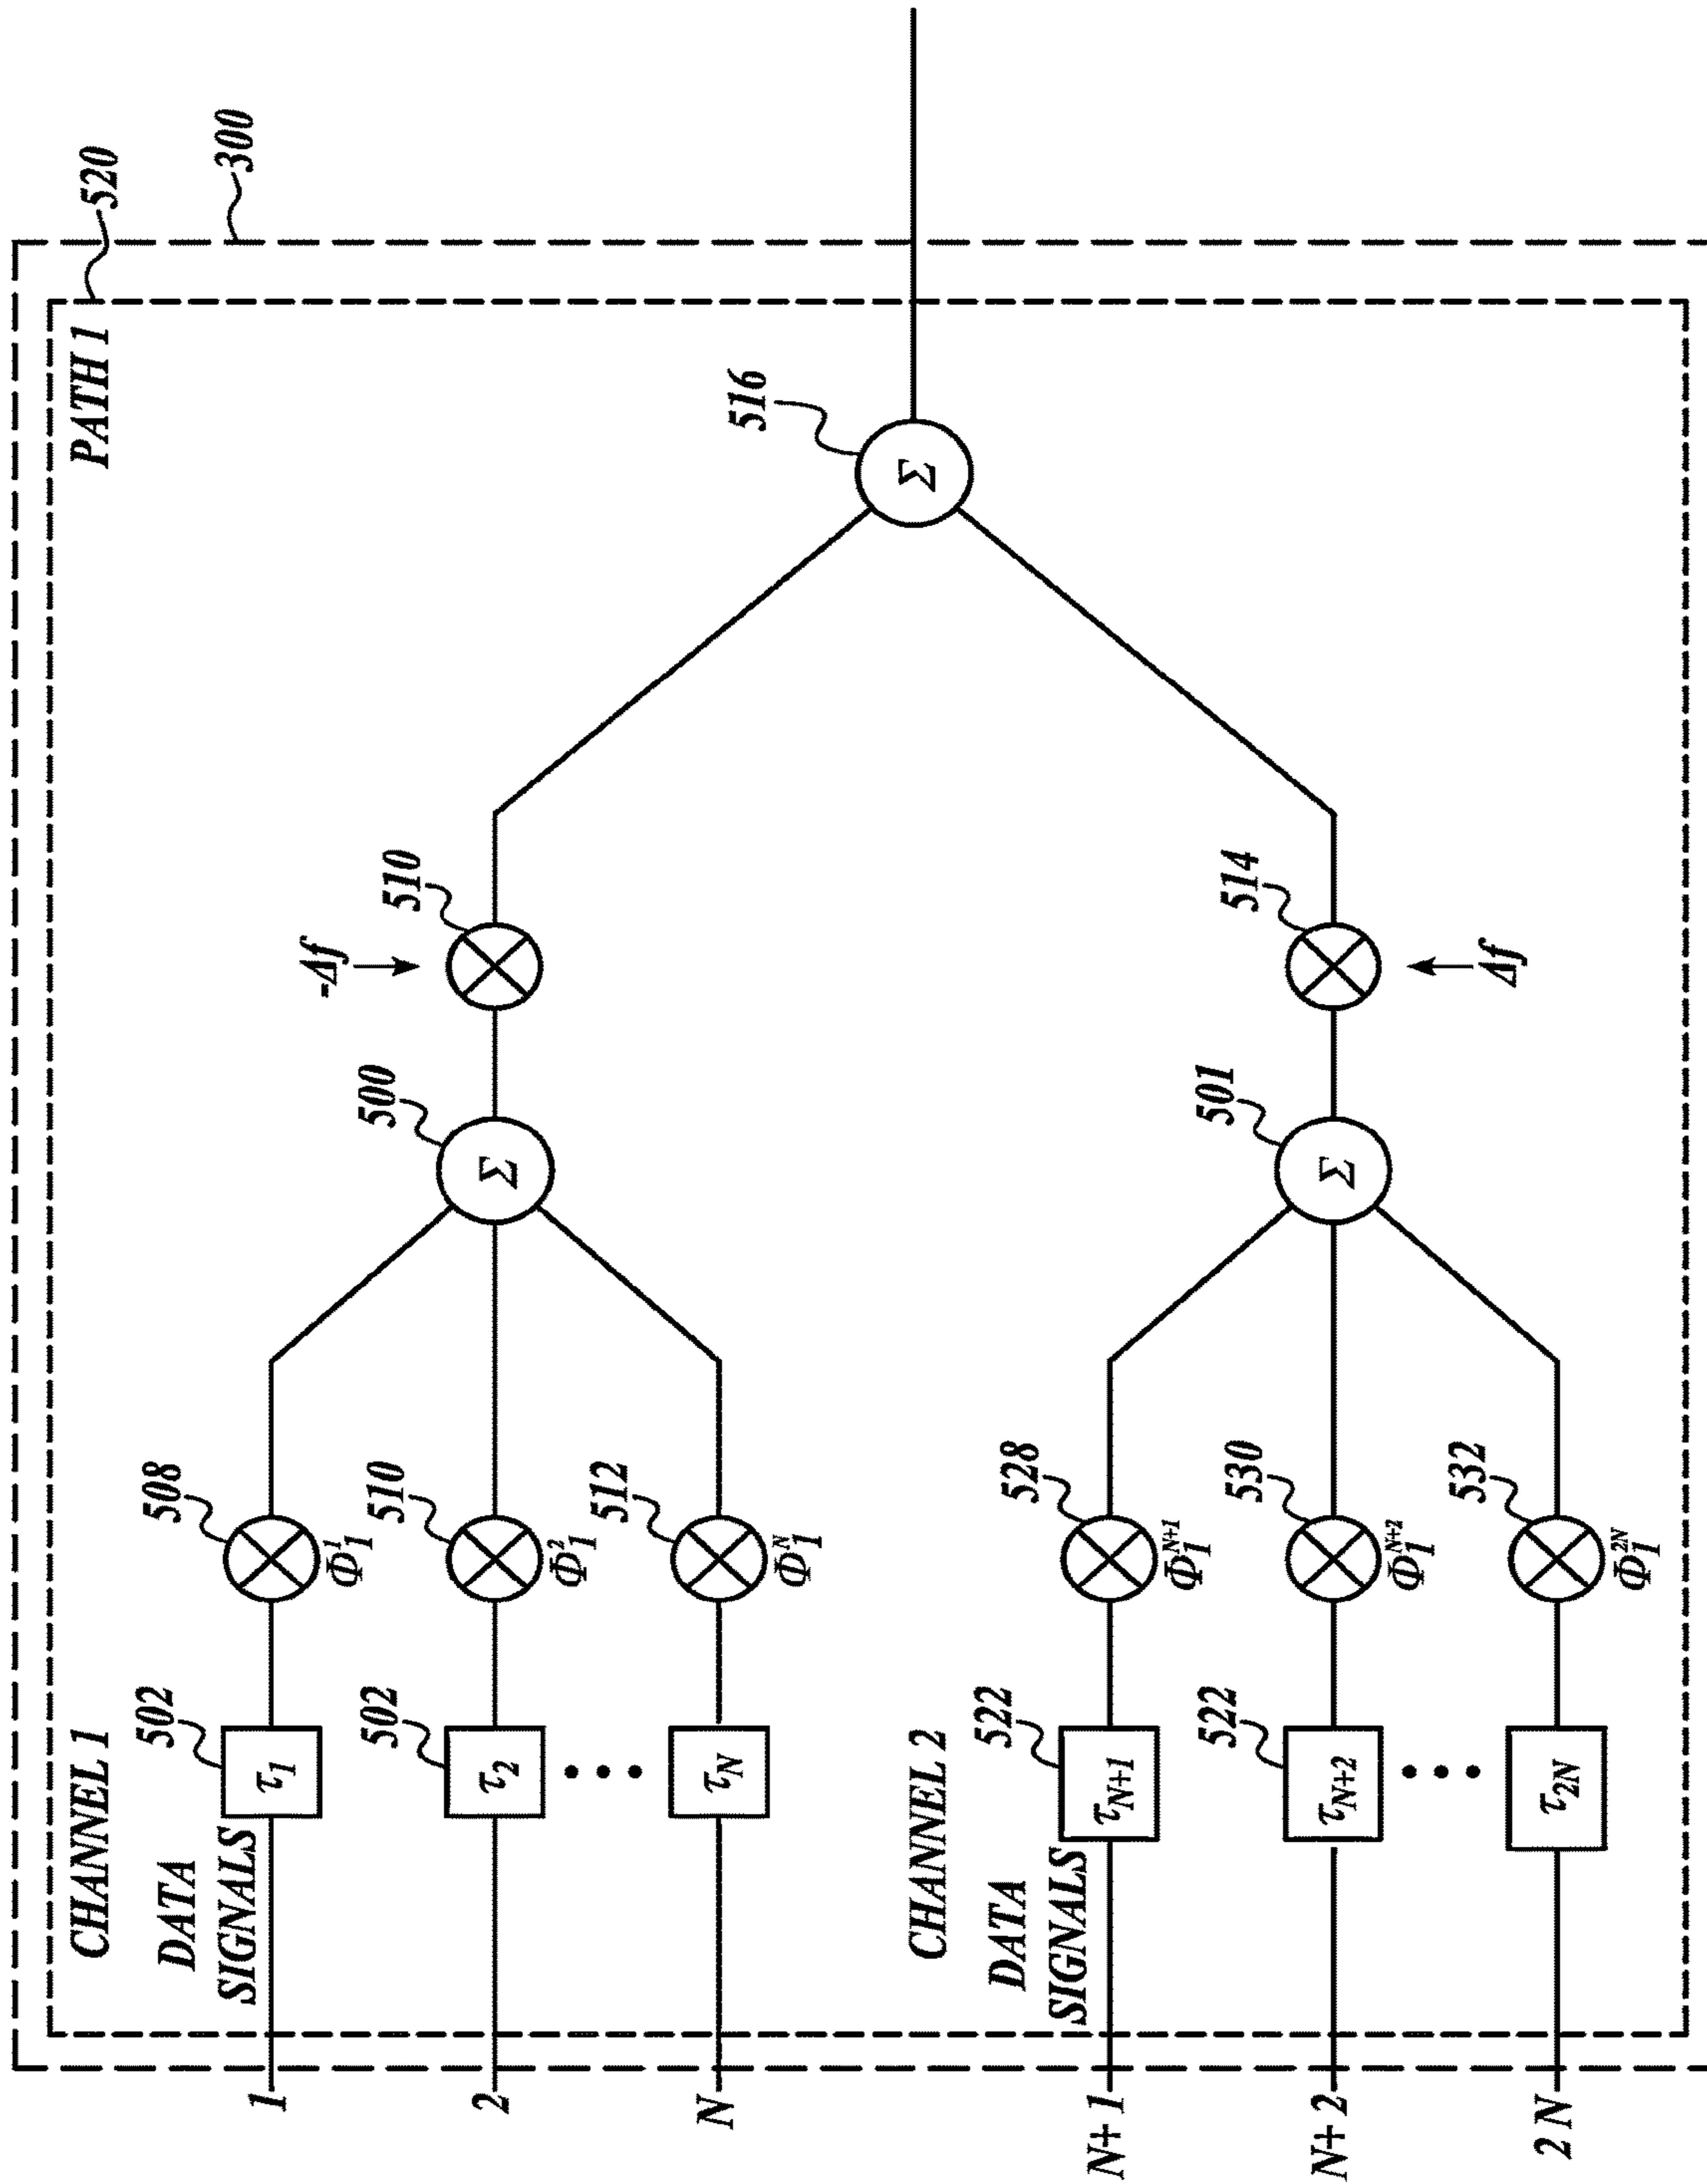 520
300
PATH 1
516
CHANNEL 1
DATA
SIGNALS
1
502
τ1
508
Φ₁¹
2
502
τ2
510
Φ₁²
N
τN
512
Φ₁ᴺ
500
Σ
510
-Δf
Σ
CHANNEL 2
DATA
SIGNALS
N+1
522
τN+1
528
Φ₁ᴺ⁺¹
N+2
522
τN+2
530
Φ₁ᴺ⁺²
2N
τ2N
532
Φ₁²ᴺ
501
Σ
514
Δf